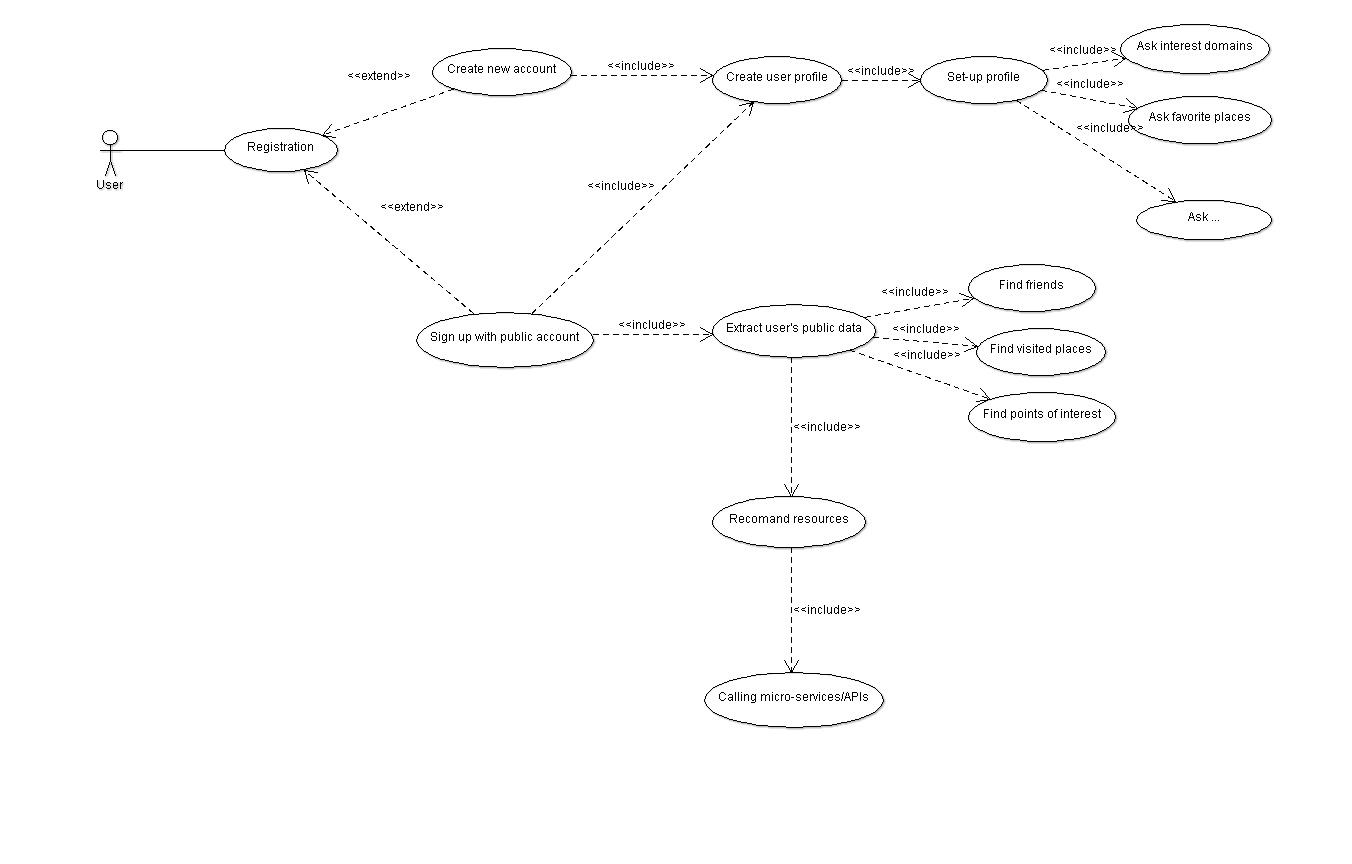 <<include>>
Ask interest domains
<<extend>>
Create new account
<<include>>
Create user profile
<<include>>
Set-up profile
<<include>>
Ask favorite places
<<include>>
Registration
User
<<include>>
<<extend>>
Ask ...
Find friends
<<include>>
Sign up with public account
<<include>>
Extract user's public data
<<include>>
Find visited places
<<include>>
Find points of interest
<<include>>
Recomand resources
<<include>>
Calling micro-services/APIs